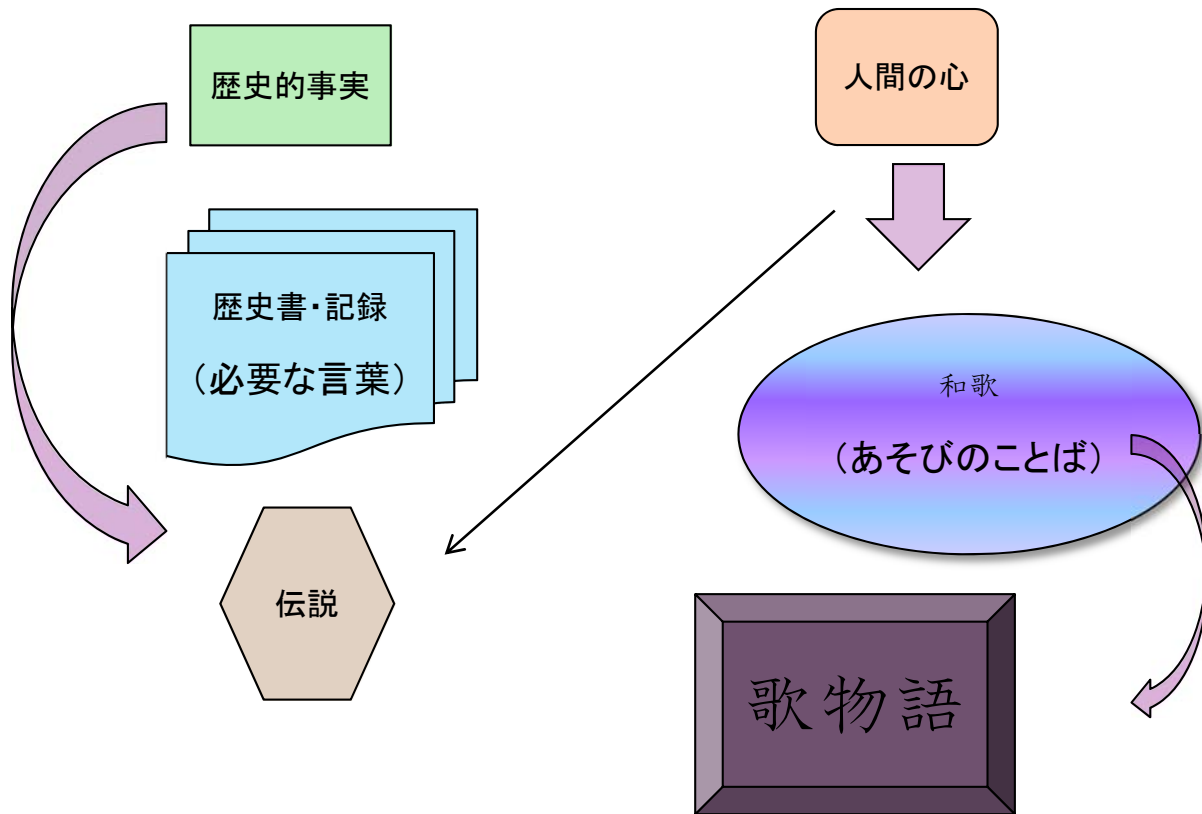 歴史的事実
人間の心
歴史書・記録
（必要な言葉）
和歌
（あそびのことば）
伝説
歌物語